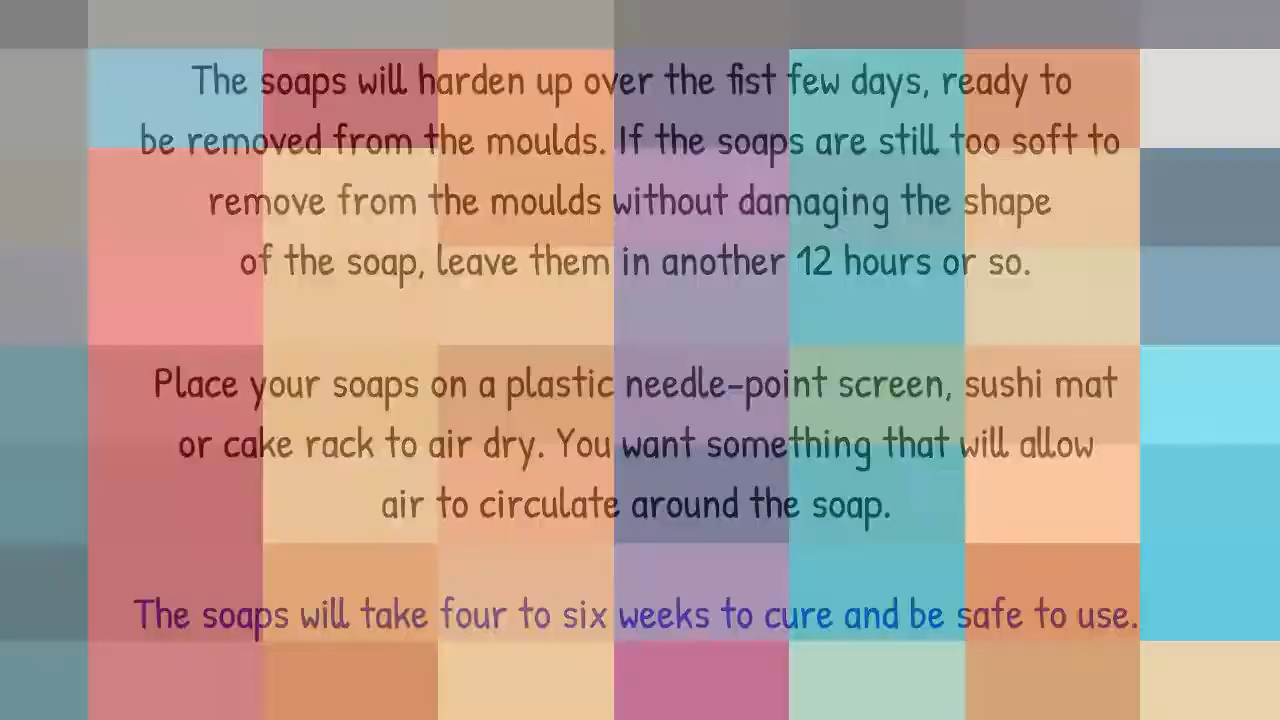 The soaps will harden up over the fist few days, ready to
be removed from the moulds. If the soaps are still too soft to
remove from the moulds without damaging the shape
of the soap, leave them in another 12 hours or so.
Place your soaps on a plastic needle-point screen, sushi mat
or cake rack to air dry. You want something that will allow
air to circulate around the soap.
The soaps will take four to six weeks to cure and be safe to use.